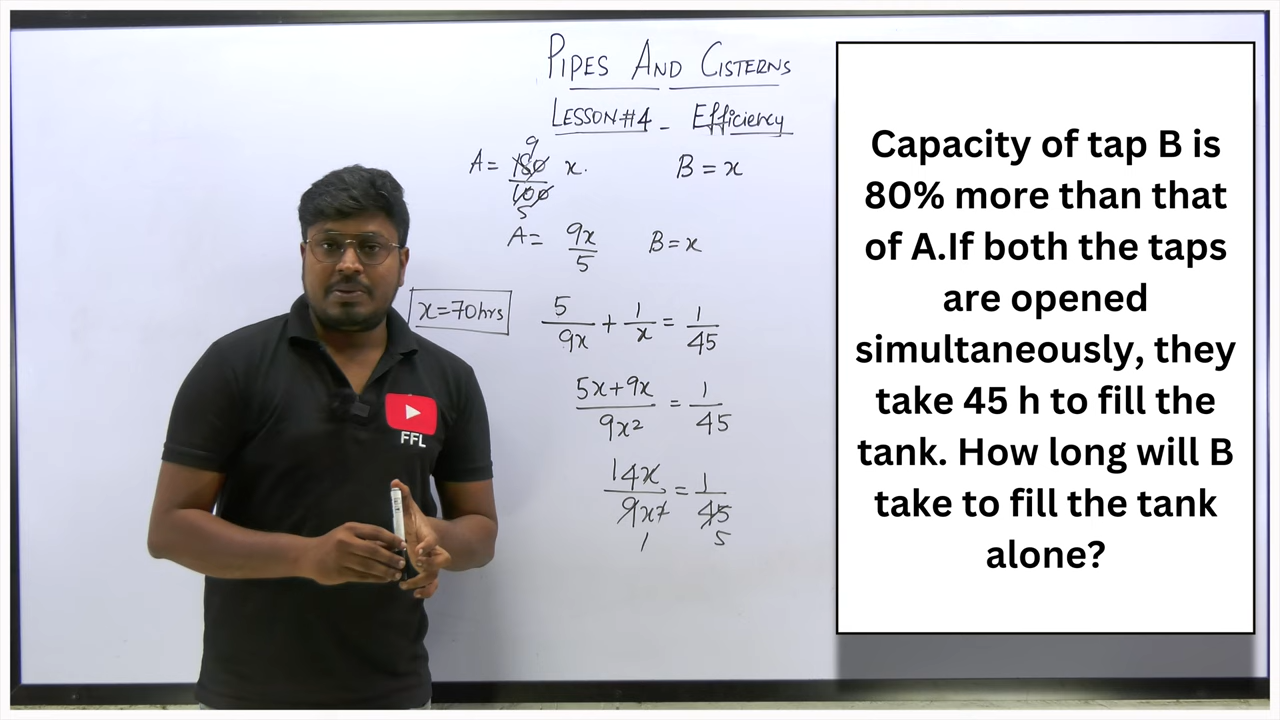 PIPES AND CISTERNS
LESSON#4 - Efficiency
A = 180/100 x. B = x
9
5
A = 9x/5 B = x
x = 70hrs
5/9x + 1/x = 1/45
5x+9x/9x² = 1/45
14x/9x² = 1/45
1 5
FFL
Capacity of tap B is
80% more than that
of A.If both the taps
are opened
simultaneously, they
take 45 h to fill the
tank. How long will B
take to fill the tank
alone?